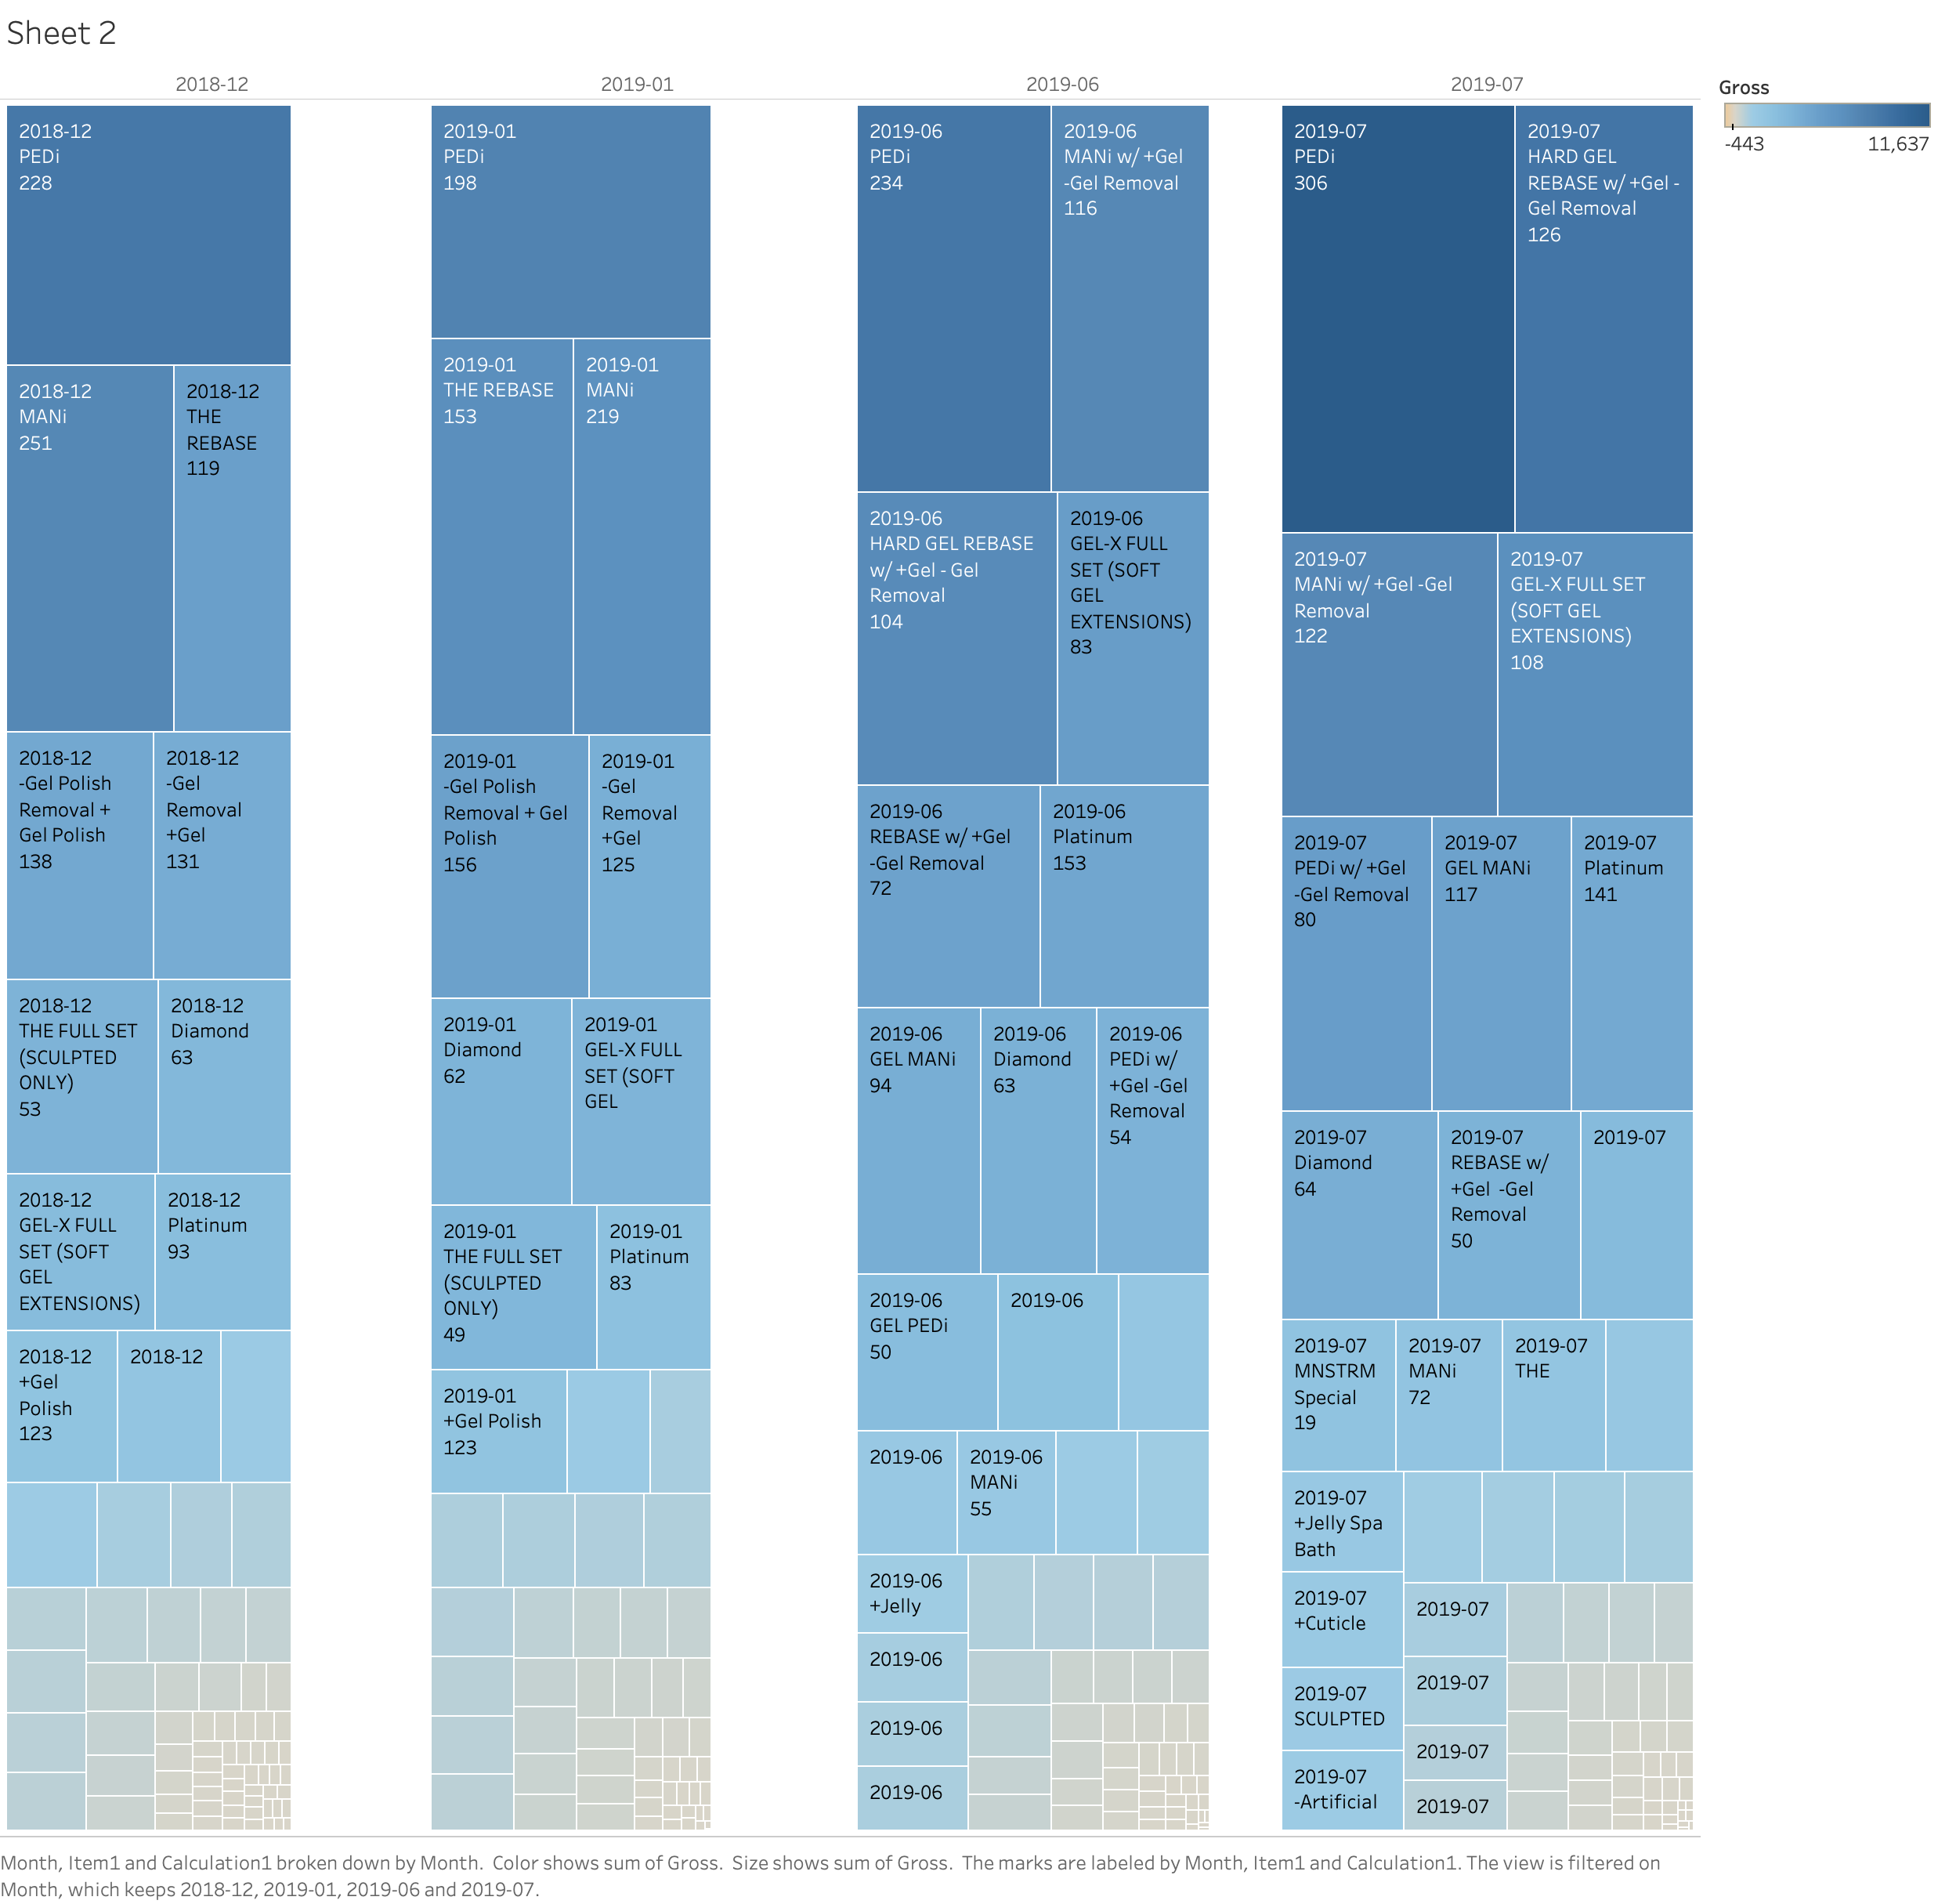 Sheet 2
2018-12
2019-01
2019-06
2019-07
Gross
-443
11,637
2018-12
PEDi
228
2018-12
MANi
251
2018-12
THE
REBASE
119
2018-12
-Gel Polish
Removal +
Gel Polish
138
2018-12
-Gel
Removal
+Gel
131
2018-12
THE FULL SET
(SCULPTED
ONLY)
53
2018-12
Diamond
63
2018-12
GEL-X FULL
SET (SOFT
GEL
EXTENSIONS)
2018-12
Platinum
93
2018-12
+Gel
Polish
123
2018-12
2019-01
PEDi
198
2019-01
THE REBASE
153
2019-01
MANi
219
2019-01
-Gel Polish
Removal + Gel
Polish
156
2019-01
-Gel
Removal
+Gel
125
2019-01
Diamond
62
2019-01
GEL-X FULL
SET (SOFT
GEL
2019-01
THE FULL SET
(SCULPTED
ONLY)
49
2019-01
Platinum
83
2019-01
+Gel Polish
123
2019-06
PEDi
234
2019-06
MANi w/ +Gel
-Gel Removal
116
2019-06
HARD GEL REBASE
w/ +Gel - Gel
Removal
104
2019-06
GEL-X FULL
SET (SOFT
GEL
EXTENSIONS)
83
2019-06
REBASE w/ +Gel
-Gel Removal
72
2019-06
Platinum
153
2019-06
GEL MANi
94
2019-06
Diamond
63
2019-06
PEDi w/
+Gel -Gel
Removal
54
2019-06
GEL PEDi
50
2019-06
2019-06
2019-06
MANi
55
2019-06
+Jelly
2019-06
2019-06
2019-06
2019-07
PEDi
306
2019-07
HARD GEL
REBASE w/ +Gel -
Gel Removal
126
2019-07
MANi w/ +Gel -Gel
Removal
122
2019-07
GEL-X FULL SET
(SOFT GEL
EXTENSIONS)
108
2019-07
PEDi w/ +Gel
-Gel Removal
80
2019-07
GEL MANi
117
2019-07
Platinum
141
2019-07
Diamond
64
2019-07
REBASE w/
+Gel -Gel
Removal
50
2019-07
2019-07
MNSTRM
Special
19
2019-07
MANi
72
2019-07
THE
2019-07
+Jelly Spa
Bath
2019-07
+Cuticle
2019-07
SCULPTED
2019-07
-Artificial
2019-07
2019-07
2019-07
2019-07
Month, Item1 and Calculation1 broken down by Month. Color shows sum of Gross. Size shows sum of Gross. The marks are labeled by Month, Item1 and Calculation1. The view is filtered on
Month, which keeps 2018-12, 2019-01, 2019-06 and 2019-07.